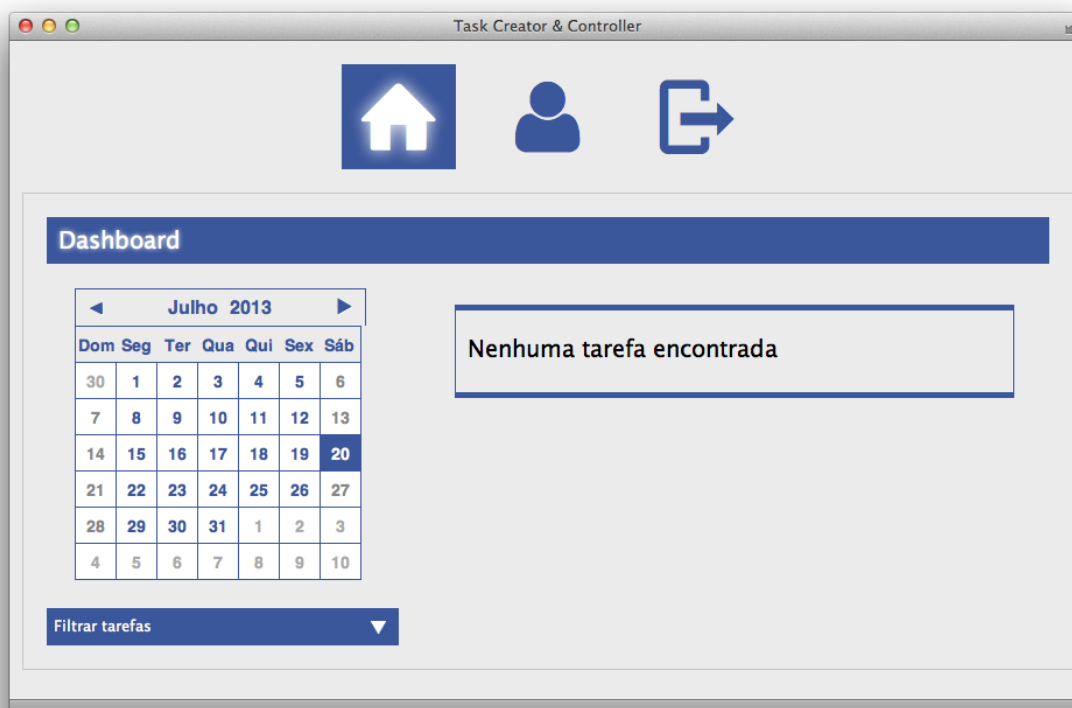 Task Creator & Controller
Dashboard
Julho 2013
Dom Seg Ter Qua Qui Sex Sáb
30 1 2 3 4 5 6
7 8 9 10 11 12 13
14 15 16 17 18 19 20
21 22 23 24 25 26 27
28 29 30 31 1 2 3
4 5 6 7 8 9 10
Nenhuma tarefa encontrada
Filtrar tarefas